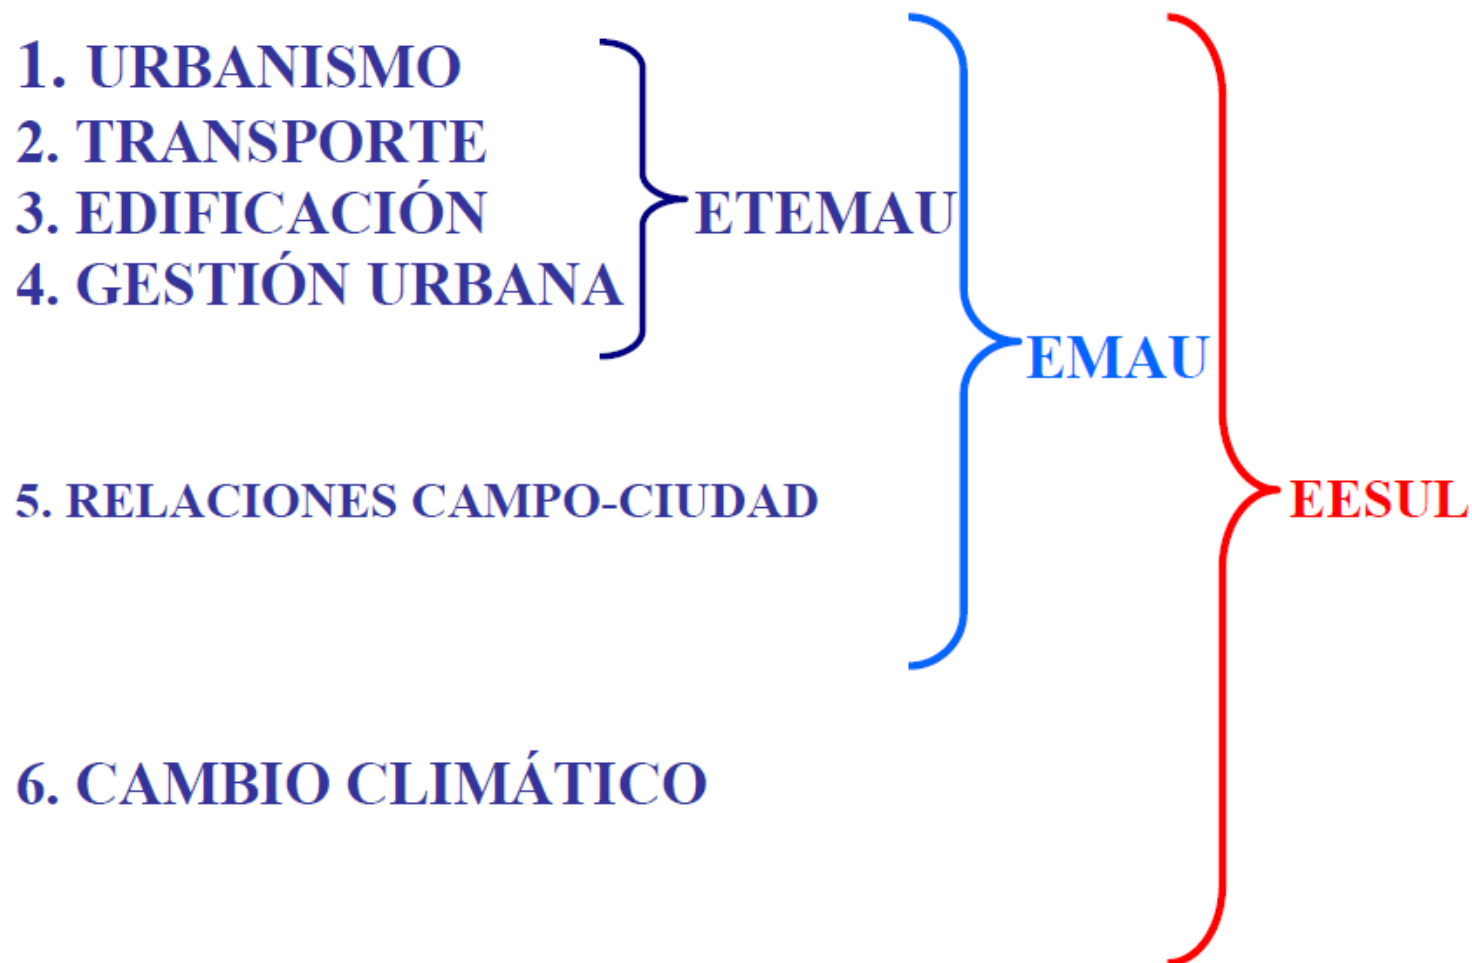 1. URBANISMO
2. TRANSPORTE
3. EDIFICACIÓN
ETEMAU
4. GESTIÓN URBANA
EMAU
5. RELACIONES CAMPO-CIUDAD
EESUL
6. CAMBIO CLIMÁTICO